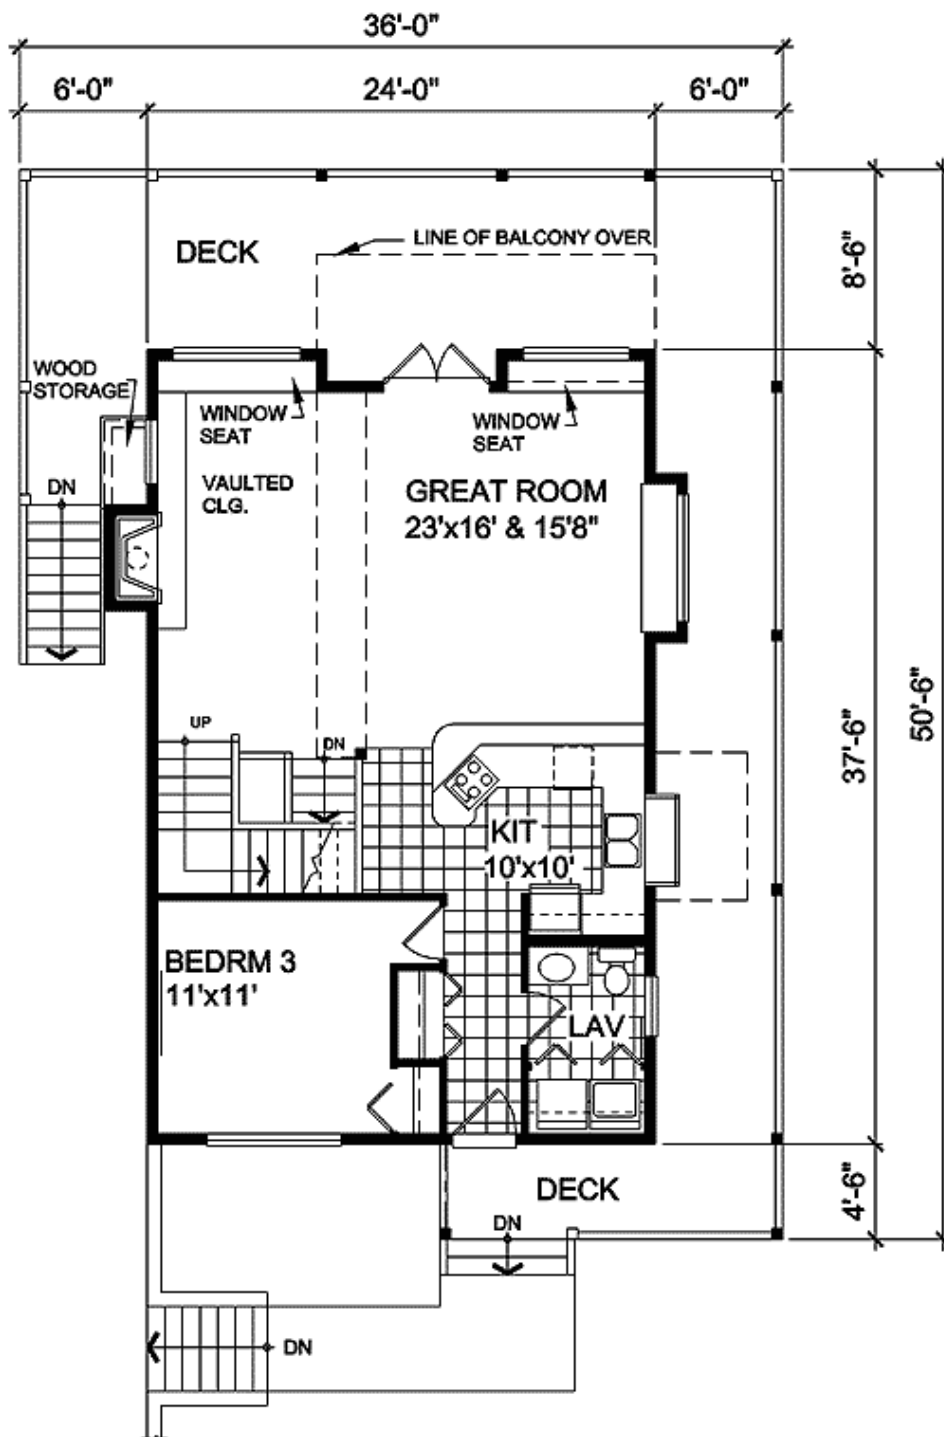 36'-0"
6'-0"
24'-0"
6'-0"
DECK
LINE OF BALCONY OVER
8'-6"
WOOD
STORAGE
WINDOW
SEAT
WINDOW
SEAT
DN
VAULTED
CLG.
GREAT ROOM
23'x16' & 15'8"
50'-6"
37'-6"
UP
DN
KIT
10'x10'
BEDRM 3
11'x11'
LAV
DECK
4'-6"
DN
DN